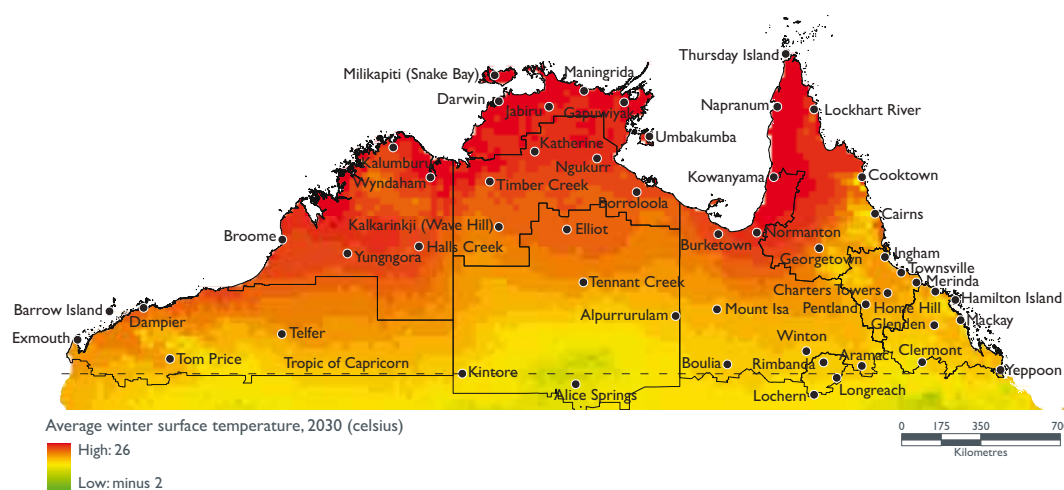 Thursday Island
Milikapiti (Snake Bay)
Maningrida
Darwin
Jabiru
Gapuwiyak
Napranum
Lockhart River
Umbakumba
Kalumburu
Katherine
Ngukurr
Wyndaham
Timber Creek
Kowanyama
Cooktown
Borroloola
Cairns
Kalkarinkji (Wave Hill)
Elliot
Broome
Halls Creek
Burketown
Normanton
Yungngora
Georgetown
Ingham
Townsville
Tennant Creek
Charters Towers
Merinda
Hamilton Island
Barrow Island
Dampier
Alpurrurulam
Mount Isa
Pentland
Home Hill
Mackay
Exmouth
Telfer
Glenden
Winton
Tom Price
Tropic of Capricorn
Boulia
Rimbanda
Aramac
Clermont
Kintore
Yeppoon
Alice Springs
Longreach
Lochern
Average winter surface temperature, 2030 (celsius)
High: 26
Low: minus 2
0 175 350 70
Kilometres